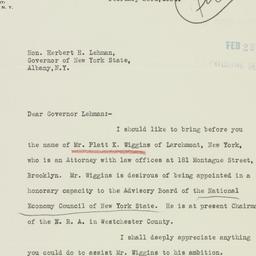 N. Y.
FEB 23
Hon. Herbert H. Lehman,
Governor of New York State,
Albany,N.Y.
Dear Governor Lehman:-
I should like to bring before you
the name of Mr. Platt K. Wiggins of Larchmont, New York,
who is an Attorney with law offices at 181 Montague Street,
Brooklyn. Mr. Wiggins is desirous of being appointed in a
honorary capacity to the Advisory Board of the National
Economy Council of New York State. He is at present Chairma
of the N. R. A. in Westchester County.
I shall deeply appreciate anything
you could do to assist Mr. Wiggins to his ambition.